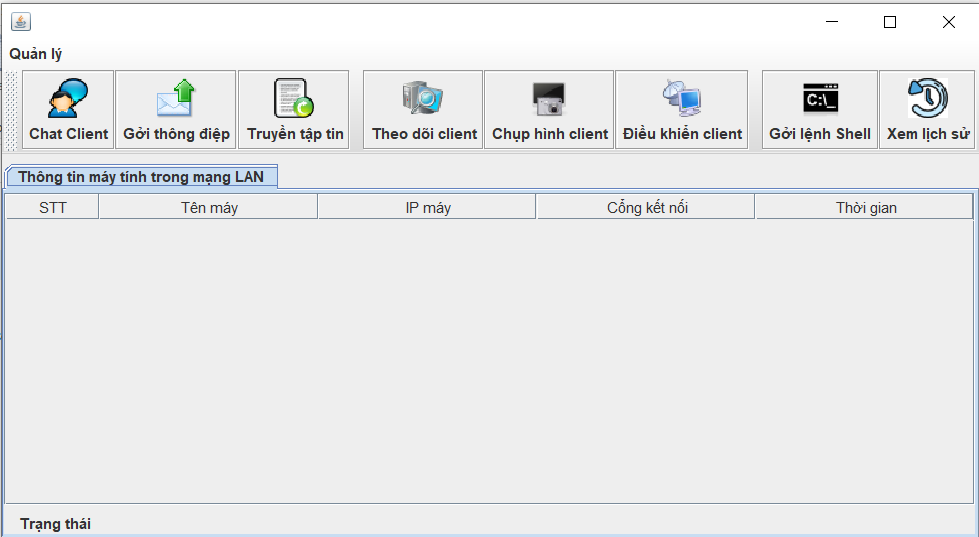 Quản lý
Chat Client Gởi thông điệp Truyền tập tin Theo dõi client Chụp hình client Điều khiển client Gởi lệnh Shell Xem lịch sử
C:\_
Thông tin máy tính trong mạng LAN
STT Tên máy IP máy Cổng kết nối Thời gian
Trạng thái